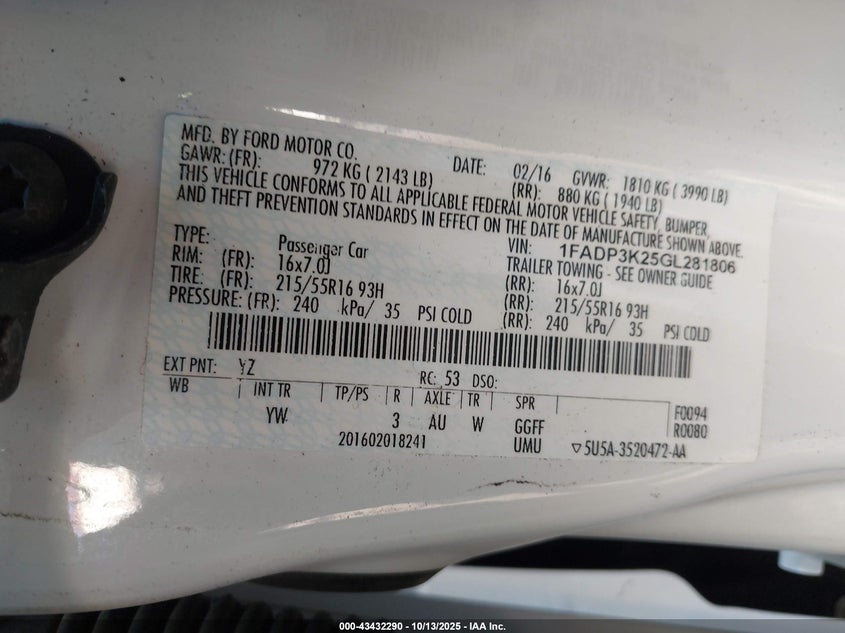 MFD. BY FORD MOTOR CO. DATE: 02/16 GVWR: 1810 KG ( 3990 LB)
GAWR: (FR): 972 KG ( 2143 LB) (RR): 880 KG ( 1940 LB)
THIS VEHICLE CONFORMS TO ALL APPLICABLE FEDERAL MOTOR VEHICLE SAFETY, BUMPER,
AND THEFT PREVENTION STANDARDS IN EFFECT ON THE DATE OF MANUFACTURE SHOWN ABOVE.
VIN: 1FADP3K25GL281806
TYPE: Passenger Car TRAILER TOWING - SEE OWNER GUIDE
RIM: (FR): 16x7.0J (RR): 16x7.0J
TIRE: (FR): 215/55R16 93H (RR): 215/55R16 93H
PRESSURE: (FR): 240 kPa/ 35 PSI COLD (RR): 240 kPa/ 35 PSI COLD
EXT PNT: YZ RC: 53 DSO:
WB INT TR TP/PS R AXLE TR SPR F0094
YW 3 AU W GGFF R0080
201602018241 UMU ▽5U5A-3520472-AA
000-43432290 - 10/13/2025 - IAA Inc.